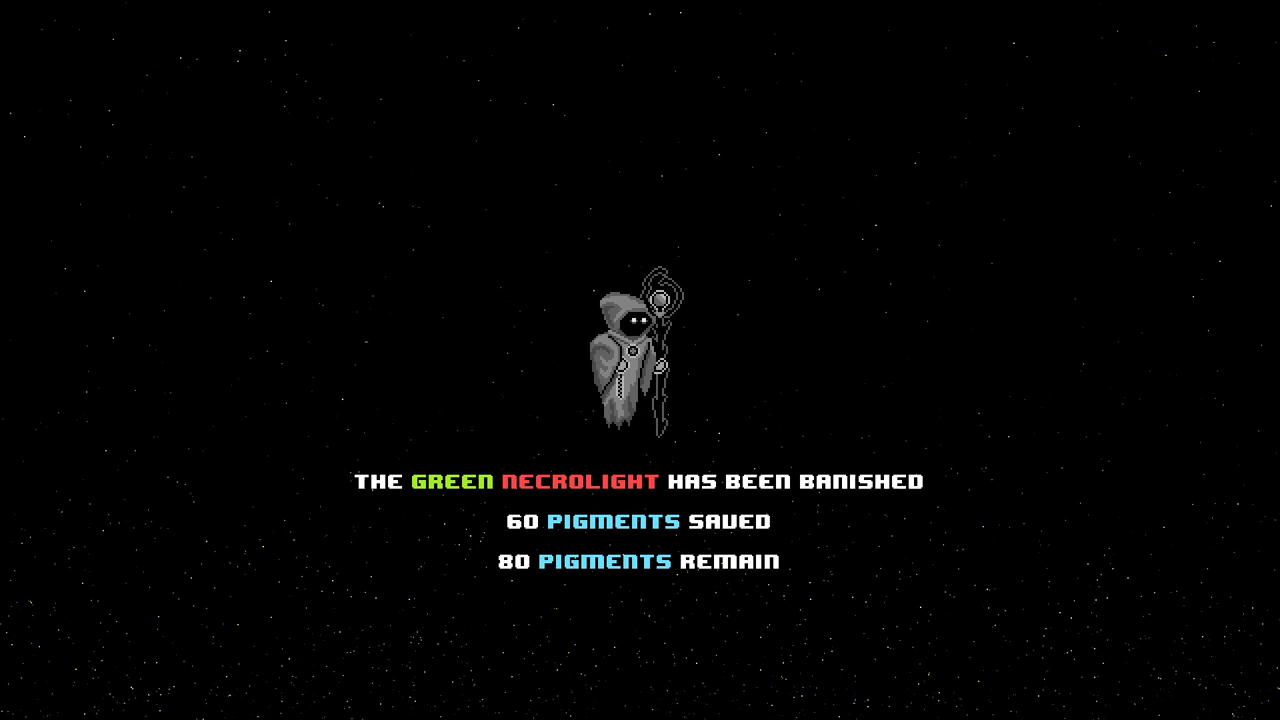 THE GREEN NECROLIGHT HAS BEEN BANISHED
60 PIGMENTS SAVED
80 PIGMENTS REMAIN